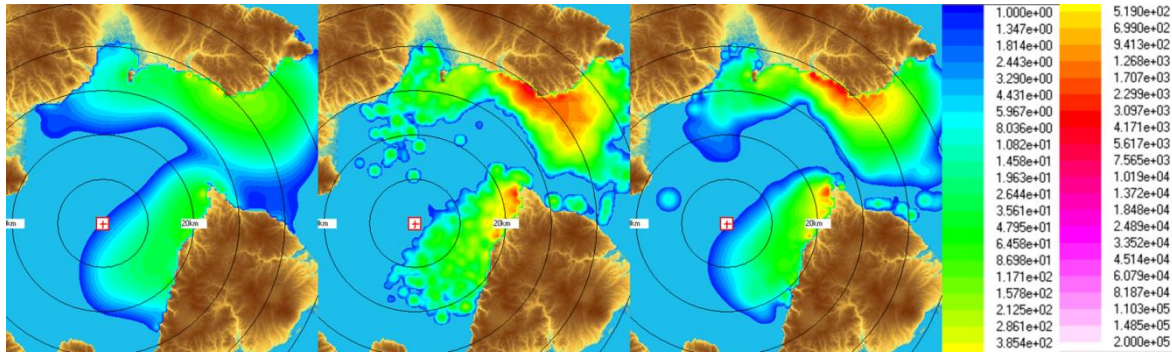 km
20km
km
20km
km
20km
1.000e+00
1.347e+00
1.814e+00
2.443e+00
3.290e+00
4.431e+00
5.967e+00
8.036e+00
1.082e+01
1.458e+01
1.963e+01
2.644e+01
3.561e+01
4.795e+01
6.458e+01
8.698e+01
1.171e+02
1.578e+02
2.125e+02
2.861e+02
3.854e+02
5.190e+02
6.990e+02
9.413e+02
1.268e+03
1.707e+03
2.299e+03
3.097e+03
4.171e+03
5.617e+03
7.565e+03
1.019e+04
1.372e+04
1.848e+04
2.489e+04
3.352e+04
4.514e+04
6.079e+04
8.187e+04
1.103e+05
1.485e+05
2.000e+05